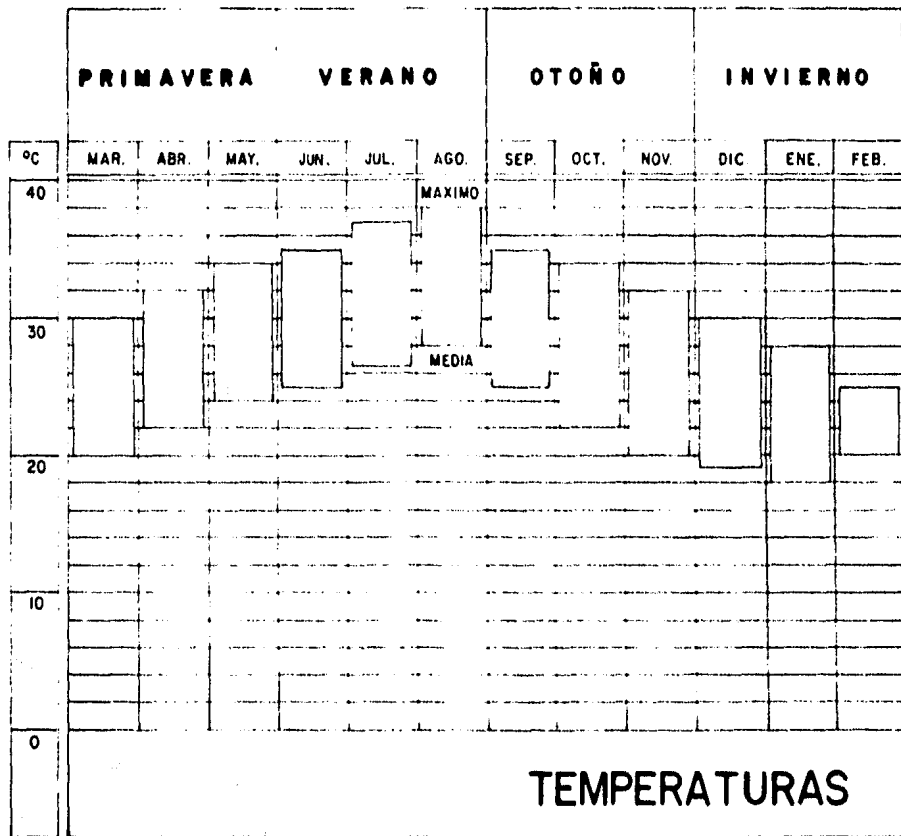 PRIMAVERA VERANO OTOÑO INVIERNO
ºC MAR. ABR. MAY. JUN. JUL. AGO. SEP. OCT. NOV. DIC ENE. FEB.
40
MAXIMO
30
MEDIA
20
10
0
TEMPERATURAS